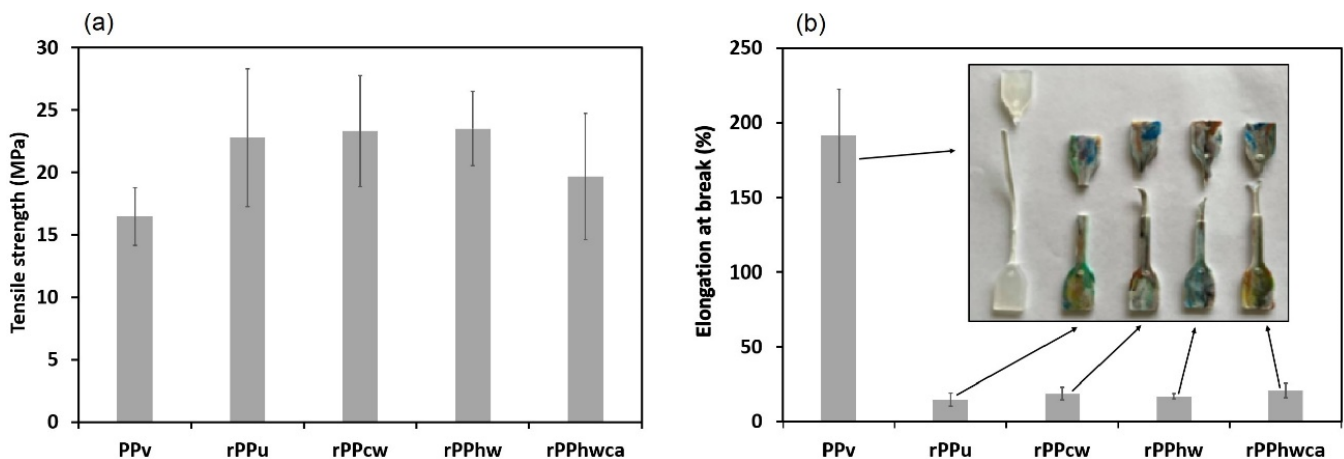 (a)
30
25
20
15
10
5
0
Tensile strength (MPa)
PPv rPPu rPPcw rPPhw rPPhwca
(b)
250
200
150
100
50
0
Elongation at break (%)
PPv rPPu rPPcw rPPhw rPPhwca